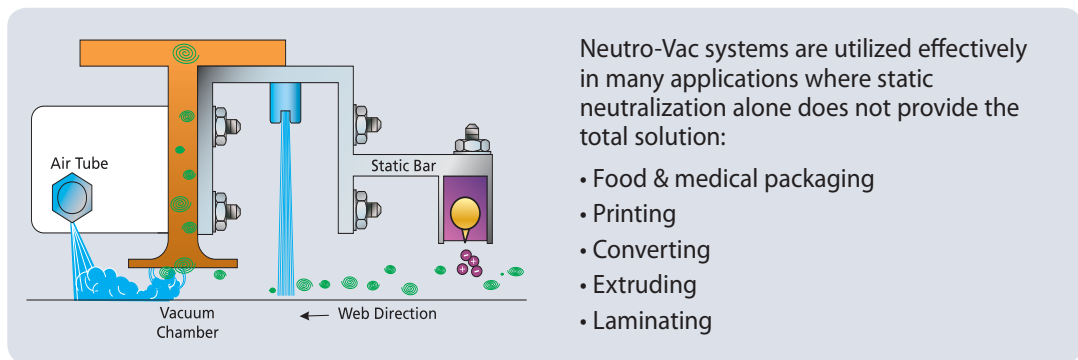 Air Tube
Static Bar
Vacuum
Chamber
Web Direction
Neutro-Vac systems are utilized effectively
in many applications where static
neutralization alone does not provide the
total solution:
• Food & medical packaging
• Printing
• Converting
• Extruding
• Laminating